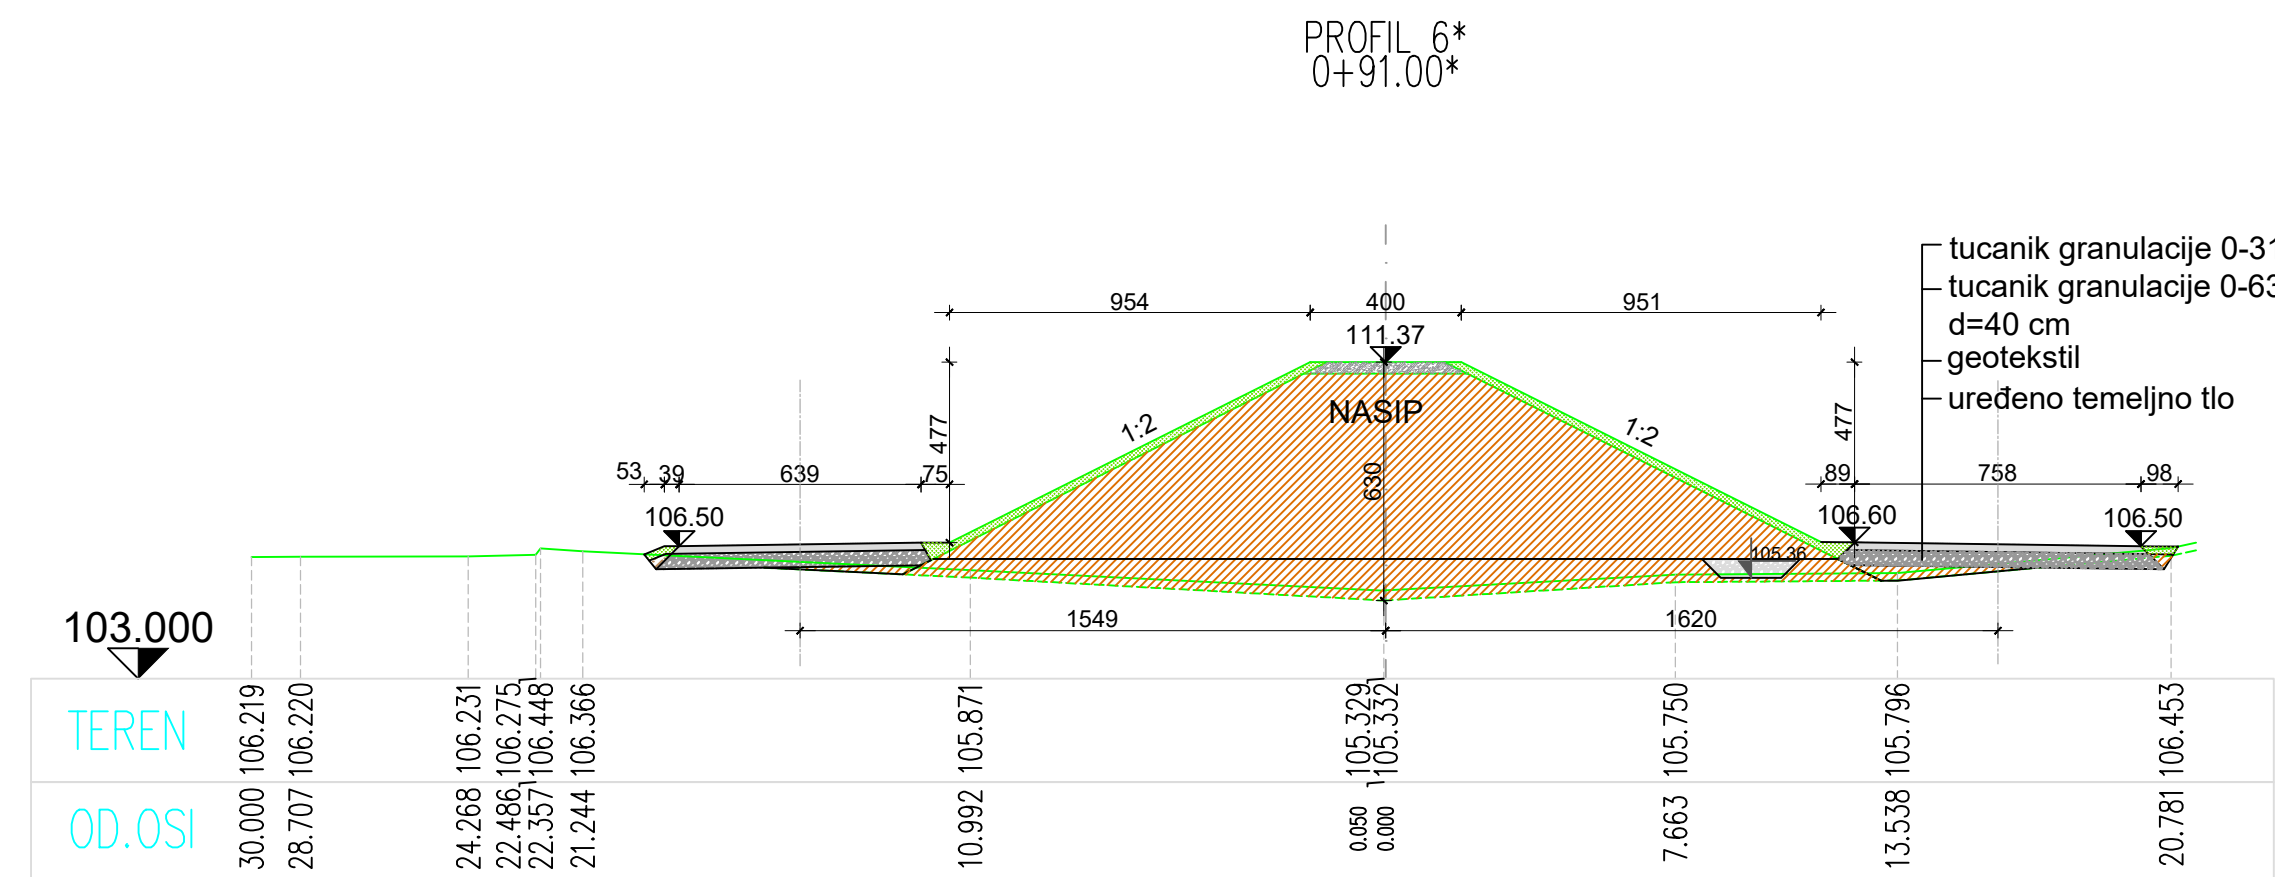 PROFIL 6*
0+91.00*
tucanik granulacije 0-31
tucanik granulacije 0-63
d=40 cm
geotekstil
uređeno temeljno tlo
954 400 951
111.37
NASIP
1:2 1:2
477 477
630
53 39 639 75 89 758 98
106.50 106.60 106.50
105.36
1549 1620
103.000
TEREN 106.219 106.220 106.231 106.275 106.448 106.366 105.871 105.329 105.332 105.750 105.796 106.453
OD.OSI 30.000 28.707 24.268 22.486 22.357 21.244 10.992 0.050 0.000 7.663 13.538 20.781